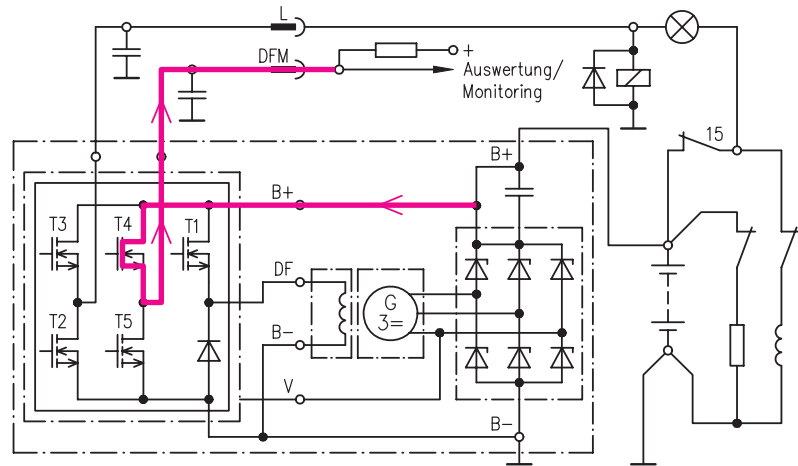 L
DFM
+
Auswertung/
Monitoring
15
B+
B+
T3 T4 T1
DF
G
3=
B-
T2 T5
V
B-